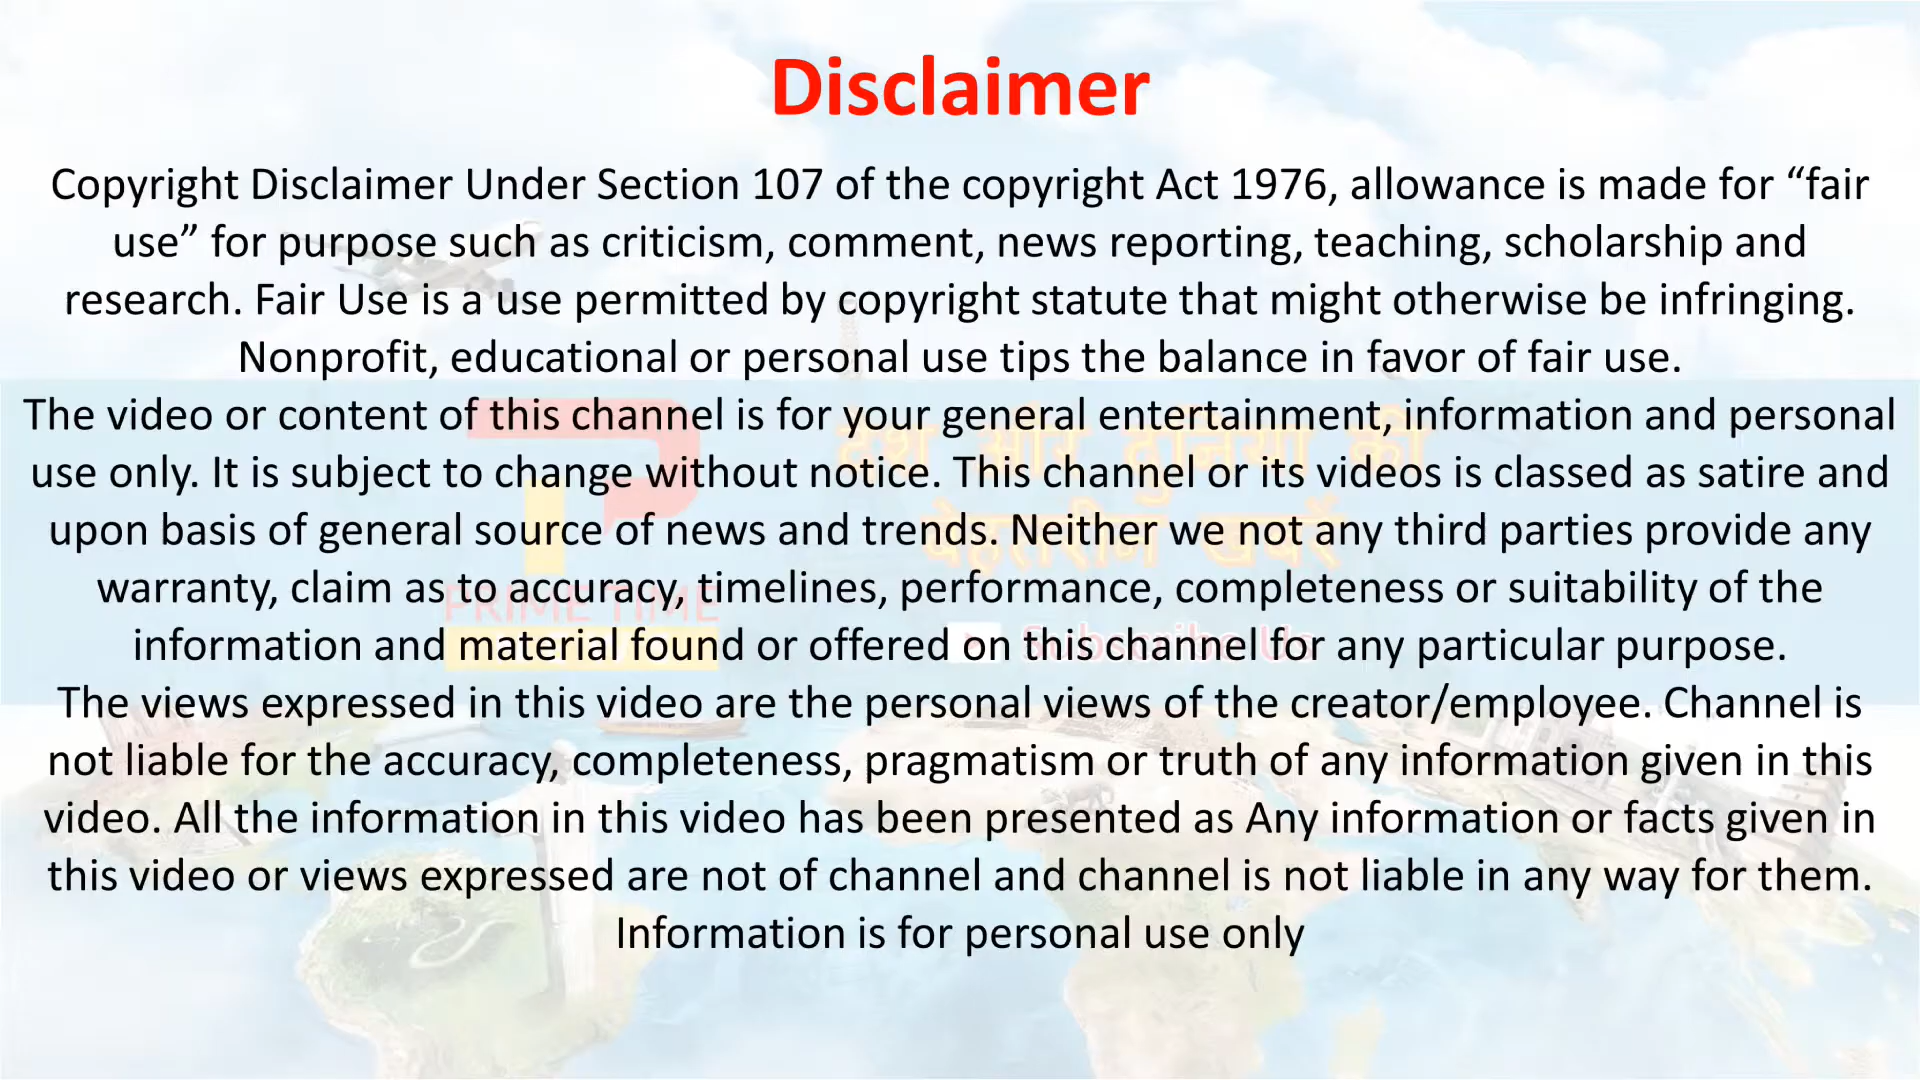 Disclaimer
Copyright Disclaimer Under Section 107 of the copyright Act 1976, allowance is made for “fair
use” for purpose such as criticism, comment, news reporting, teaching, scholarship and
research. Fair Use is a use permitted by copyright statute that might otherwise be infringing.
Nonprofit, educational or personal use tips the balance in favor of fair use.
The video or content of this channel is for your general entertainment, information and personal
use only. It is subject to change without notice. This channel or its videos is classed as satire and
upon basis of general source of news and trends. Neither we not any third parties provide any
warranty, claim as to accuracy, timelines, performance, completeness or suitability of the
information and material found or offered on this channel for any particular purpose.
The views expressed in this video are the personal views of the creator/employee. Channel is
not liable for the accuracy, completeness, pragmatism or truth of any information given in this
video. All the information in this video has been presented as Any information or facts given in
this video or views expressed are not of channel and channel is not liable in any way for them.
Information is for personal use only
देश और दुनिया की
बेहतरीन खबरें
PRIME TIME
Subscribe Us